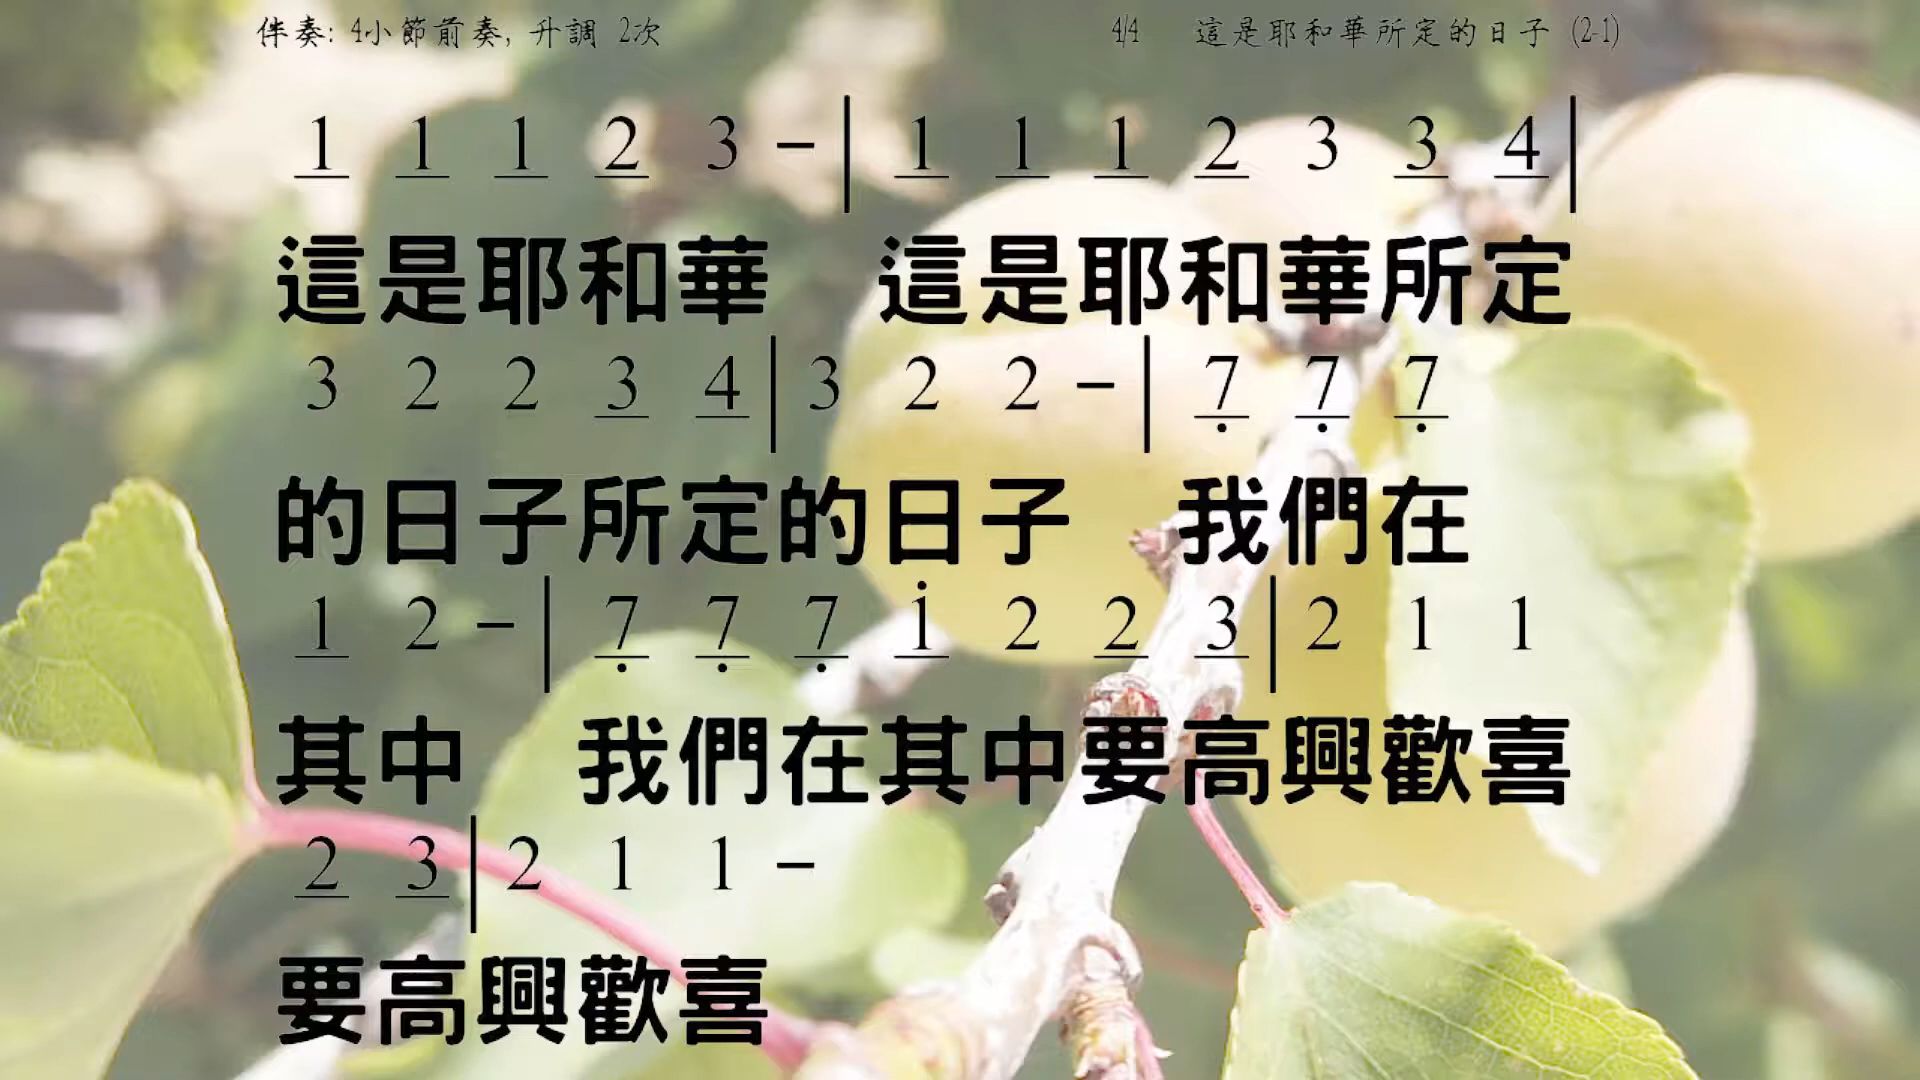 伴奏: 4小節前奏, 升調 2次 4/4 這是耶和華所定的日子 (2-1)
1 1 1 2 3 - | 1 1 1 2 3 3 4 |
這是耶和華 這是耶和華所定
3 2 2 3 4 | 3 2 2 - | 7̣ 7̣ 7̣
的日子所定的日子 我們在
1 2 - | 7̣ 7̣ 7̣ 1̇ 2 2 3 | 2 1 1
其中 我們在其中要高興歡喜
2 3 | 2 1 1 -
要高興歡喜